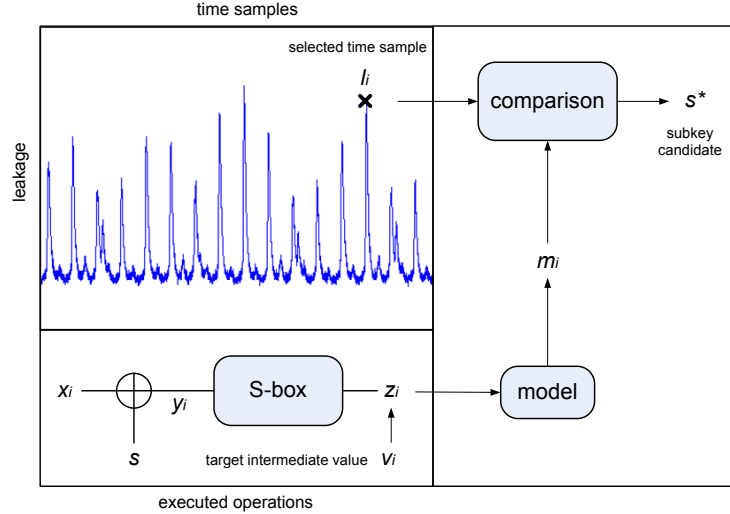 time samples
selected time sample
li
leakage
comparison
s*
subkey
candidate
mi
xi
yi
S-box
zi
model
s
target intermediate value
vi
executed operations